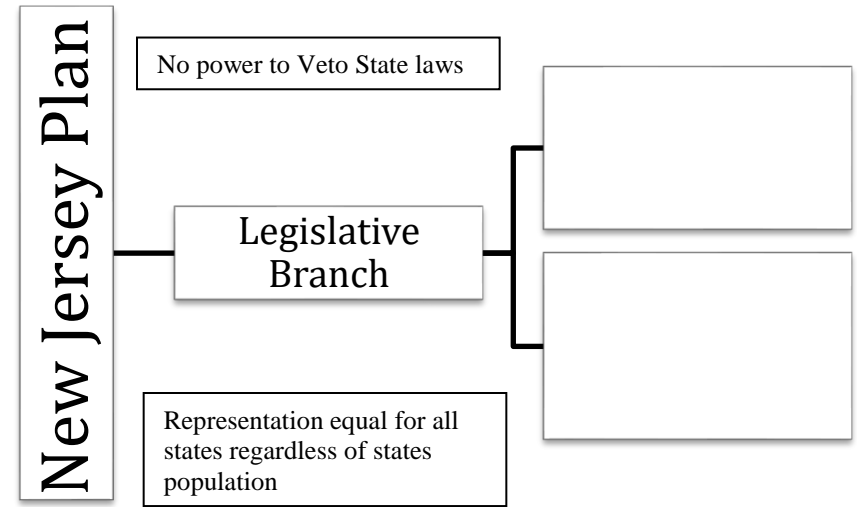 New Jersey Plan
No power to Veto State laws
Legislative
Branch
Representation equal for all
states regardless of states
population